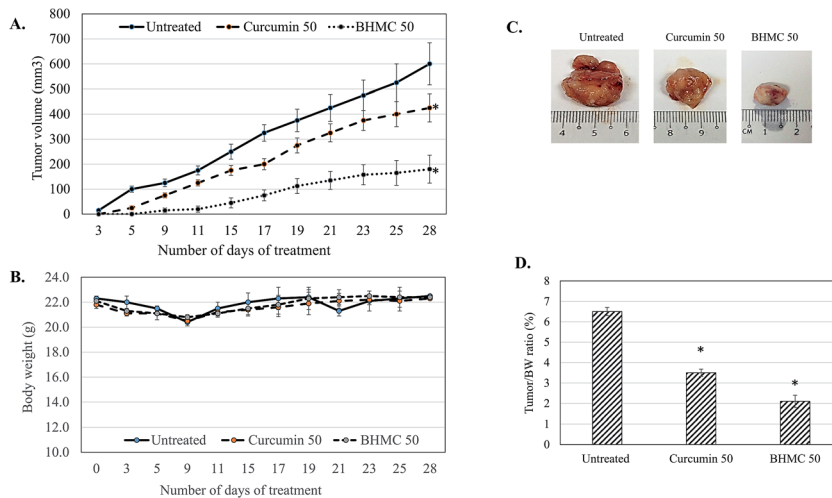 A.
Untreated Curcumin 50 BHMC 50
800
700
600
500
400
300
200
100
0
Tumor volume (mm3)
*
*
3 5 9 11 15 17 19 21 23 25 28
Number of days of treatment
B.
24.0
22.0
20.0
18.0
16.0
14.0
12.0
10.0
Body weight (g)
Untreated Curcumin 50 BHMC 50
0 3 5 9 11 15 17 19 21 23 25 28
Number of days of treatment
C.
Untreated Curcumin 50 BHMC 50
4 5 6
8 9
CM 1 2
D.
8
7
6
5
4
3
2
1
0
Tumor/BW ratio (%)
*
*
Untreated Curcumin 50 BHMC 50